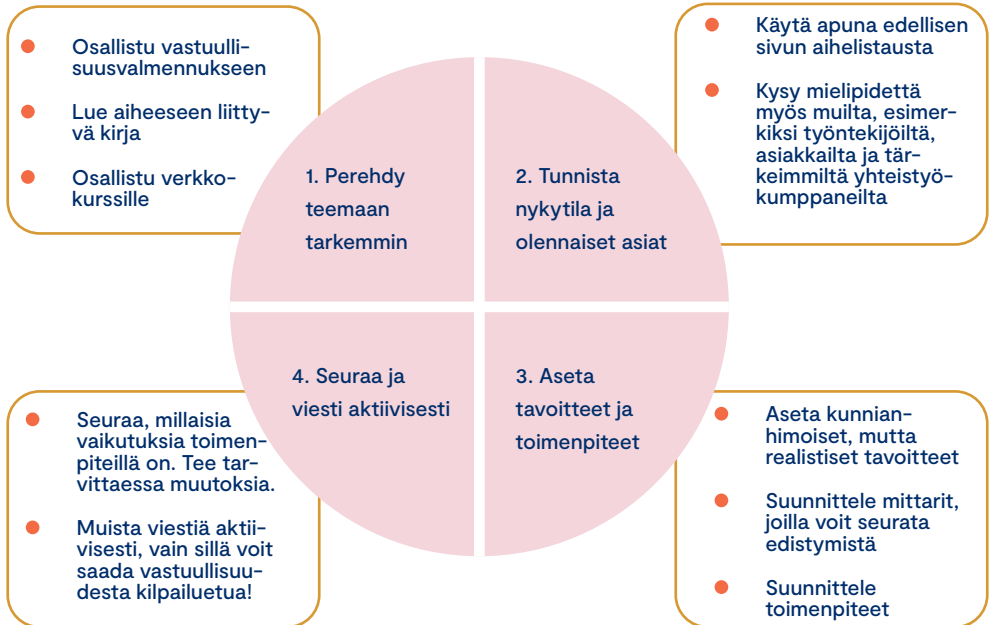 Osallistu vastuulli-
suusvalmennukseen
Lue aiheeseen liitty-
vä kirja
Osallistu verkko-
kurssille
1. Perehdy
teemaan
tarkemmin
Käytä apuna edellisen
sivun aihelistausta
Kysy mielipidettä
myös muilta, esimer-
kiksi työntekijöiltä,
asiakkailta ja tär-
keimmiltä yhteistyö-
kumppaneilta
2. Tunnista
nykytila ja
olennaiset asiat
3. Aseta
tavoitteet ja
toimenpiteet
Aseta kunnian-
himoiset, mutta
realistiset tavoitteet
Suunnittele mittarit,
joilla voit seurata
edistymistä
Suunnittele
toimenpiteet
4. Seuraa ja
viesti aktiivisesti
Seuraa, millaisia
vaikutuksia toimen-
piteillä on. Tee tar-
vittaessa muutoksia.
Muista viestiä aktii-
visesti, vain sillä voit
saada vastuullisuu-
desta kilpailuetua!